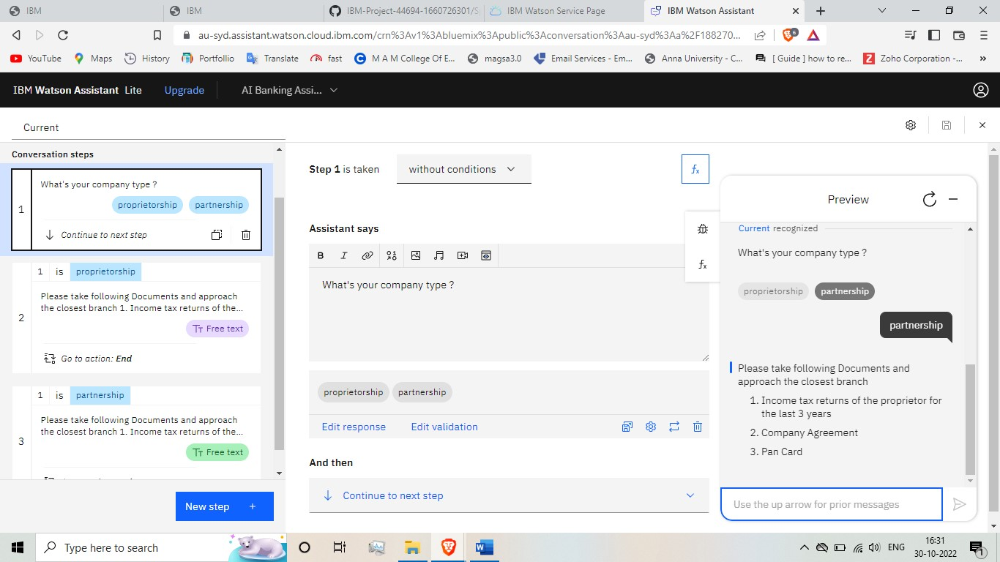 IBM
IBM
IBM-Project-44694-1660726301/Sp
IBM Watson Service Page
IBM Watson Assistant
au-syd.assistant.watson.cloud.ibm.com/crn%3Av1%3Abluemix%3Apublic%3Aconversation%3Aau-syd%3Aa%2F188270...
6
YouTube
Maps
History
Portfollio
Translate
fast
M A M College Of E...
magsa3.0
Email Services - Em...
Anna University - C...
[ Guide ] how to re...
Zoho Corporation -...
IBM Watson Assistant Lite
Upgrade
AI Banking Assi...
Current
Conversation steps
1
What's your company type ?
proprietorship
partnership
Continue to next step
2
1 is proprietorship
Please take following Documents and approach
the closest branch 1. Income tax returns of the...
Free text
Go to action: End
3
1 is partnership
Please take following Documents and approach
the closest branch 1. Income tax returns of the...
Free text
New step +
Step 1 is taken
without conditions
fx
Assistant says
B I
What's your company type ?
proprietorship
partnership
Edit response
Edit validation
And then
Continue to next step
fx
Preview
Current recognized
What's your company type ?
proprietorship
partnership
partnership
Please take following Documents and
approach the closest branch
1. Income tax returns of the proprietor for
the last 3 years
2. Company Agreement
3. Pan Card
Use the up arrow for prior messages
Type here to search
ENG
16:31
30-10-2022
1